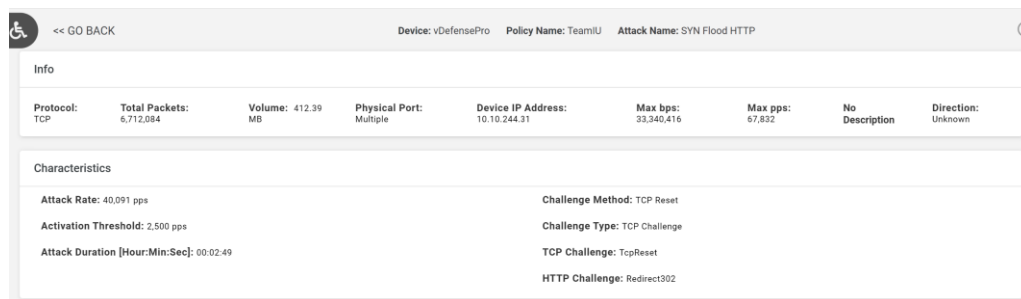 << GO BACK Device: vDefensePro Policy Name: TeamIU Attack Name: SYN Flood HTTP
Info
Protocol: Total Packets: Volume: 412.39 Physical Port: Device IP Address: Max bps: Max pps: No Direction:
TCP 6,712,084 MB Multiple 10.10.244.31 33,340,416 67,832 Description Unknown
Characteristics
Attack Rate: 40,091 pps Challenge Method: TCP Reset
Activation Threshold: 2,500 pps Challenge Type: TCP Challenge
Attack Duration [Hour:Min:Sec]: 00:02:49 TCP Challenge: TcpReset
HTTP Challenge: Redirect302